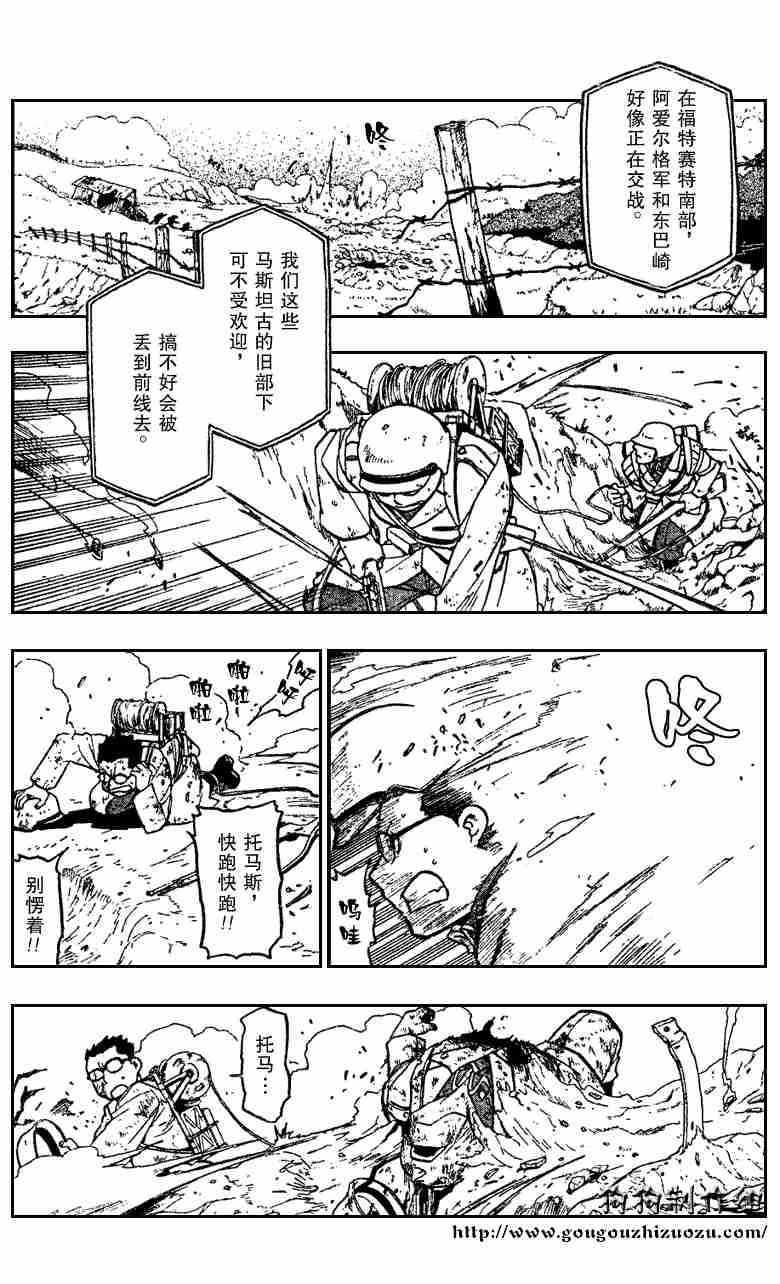 在福特赛特南部，
阿爱尔格军和东巴崎
好像正在交战。
咚
我们这些
马斯坦古的旧部下
可不受欢迎，
搞不好会被
丢到前线去。
咚
呜哇
呼
呼
啪啦
啪啦
托马斯，
快跑快跑!!
别愣着!!
托马…
狗狗制作组
http://www.gougouzhizuozu.com/